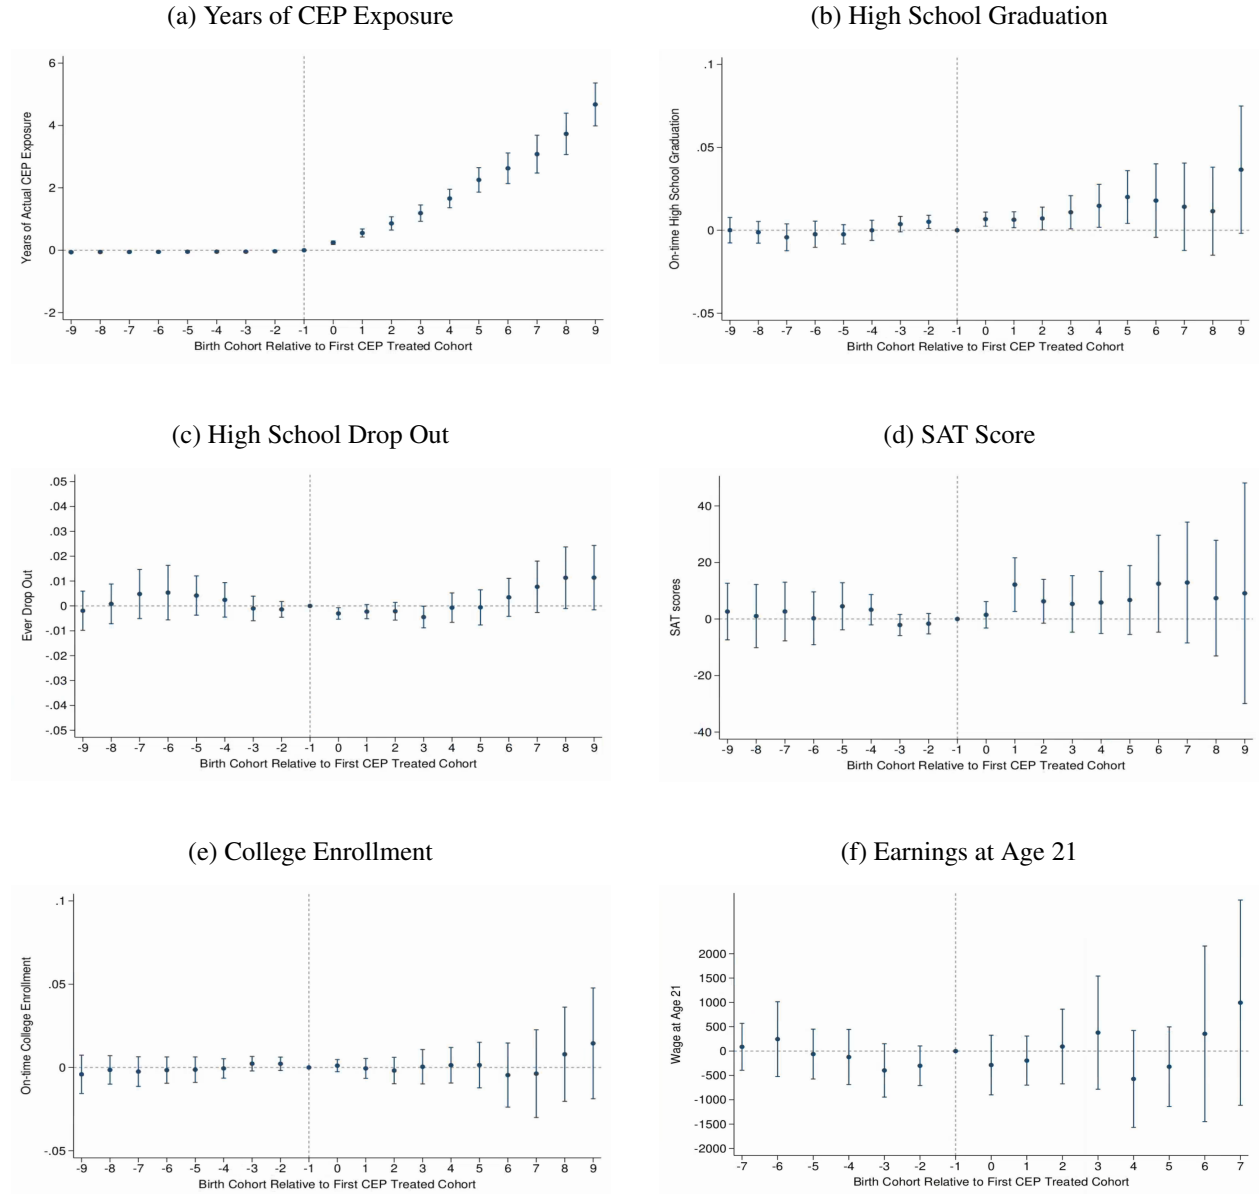 (a) Years of CEP Exposure
Years of Actual CEP Exposure
6
4
2
0
-2
-9 -8 -7 -6 -5 -4 -3 -2 -1 0 1 2 3 4 5 6 7 8 9
Birth Cohort Relative to First CEP Treated Cohort
(b) High School Graduation
On-time High School Graduation
.1
.05
0
-.05
-9 -8 -7 -6 -5 -4 -3 -2 -1 0 1 2 3 4 5 6 7 8 9
Birth Cohort Relative to First CEP Treated Cohort
(c) High School Drop Out
Ever Drop Out
.05
.04
.03
.02
.01
0
-.01
-.02
-.03
-.04
-.05
-9 -8 -7 -6 -5 -4 -3 -2 -1 0 1 2 3 4 5 6 7 8 9
Birth Cohort Relative to First CEP Treated Cohort
(d) SAT Score
SAT scores
40
20
0
-20
-40
-9 -8 -7 -6 -5 -4 -3 -2 -1 0 1 2 3 4 5 6 7 8 9
Birth Cohort Relative to First CEP Treated Cohort
(e) College Enrollment
On-time College Enrollment
.1
.05
0
-.05
-9 -8 -7 -6 -5 -4 -3 -2 -1 0 1 2 3 4 5 6 7 8 9
Birth Cohort Relative to First CEP Treated Cohort
(f) Earnings at Age 21
Wage at Age 21
2000
1500
1000
500
0
-500
-1000
-1500
-2000
-7 -6 -5 -4 -3 -2 -1 0 1 2 3 4 5 6 7
Birth Cohort Relative to First CEP Treated Cohort